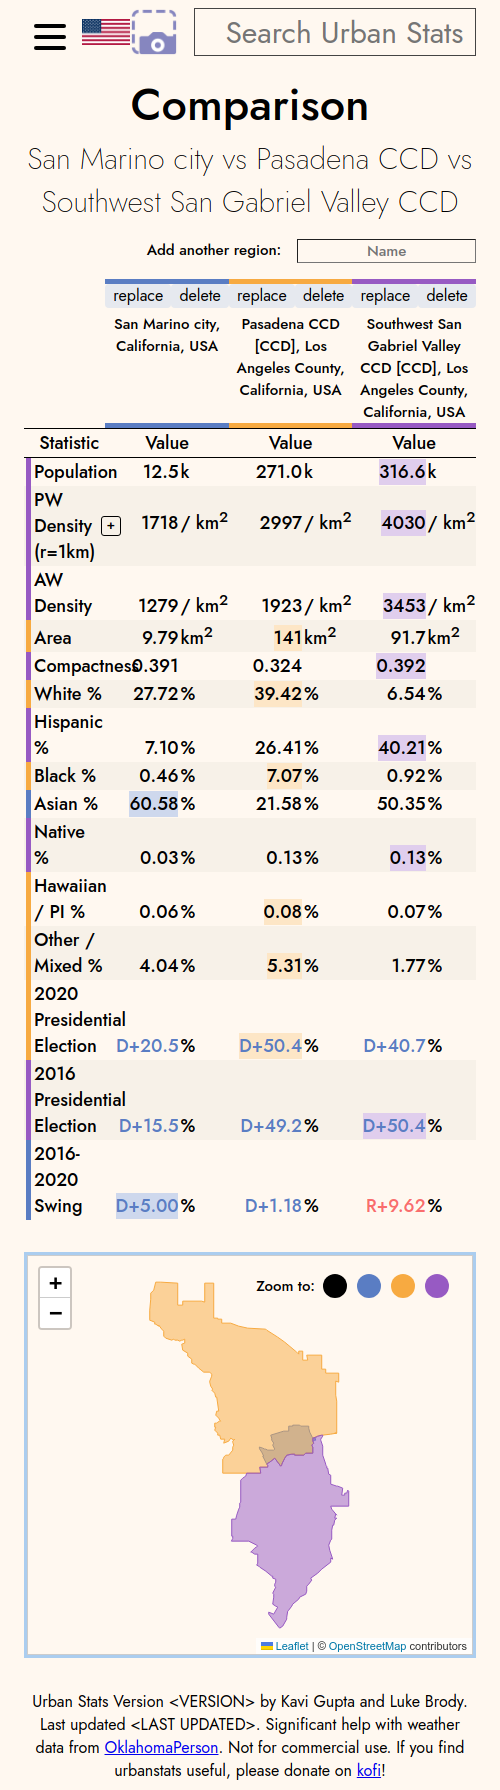 Search Urban Stats
Comparison
San Marino city vs Pasadena CCD vs
Southwest San Gabriel Valley CCD
Add another region: Name
replace delete replace delete replace delete
San Marino city, California, USA
Pasadena CCD [CCD], Los Angeles County, California, USA
Southwest San Gabriel Valley CCD [CCD], Los Angeles County, California, USA
Statistic Value Value Value
Population 12.5k 271.0k 316.6k
PW Density (r=1km) + 1718 / km² 2997 / km² 4030 / km²
AW Density 1279 / km² 1923 / km² 3453 / km²
Area 9.79 km² 141 km² 91.7 km²
Compactness 0.391 0.324 0.392
White % 27.72% 39.42% 6.54%
Hispanic % 7.10% 26.41% 40.21%
Black % 0.46% 7.07% 0.92%
Asian % 60.58% 21.58% 50.35%
Native % 0.03% 0.13% 0.13%
Hawaiian / PI % 0.06% 0.08% 0.07%
Other / Mixed % 4.04% 5.31% 1.77%
2020 Presidential Election D+20.5% D+50.4% D+40.7%
2016 Presidential Election D+15.5% D+49.2% D+50.4%
2016-2020 Swing D+5.00% D+1.18% R+9.62%
+
−
Zoom to:
Leaflet | © OpenStreetMap contributors
Urban Stats Version <VERSION> by Kavi Gupta and Luke Brody.
Last updated <LAST UPDATED>. Significant help with weather
data from OklahomaPerson. Not for commercial use. If you find
urbanstats useful, please donate on kofi!